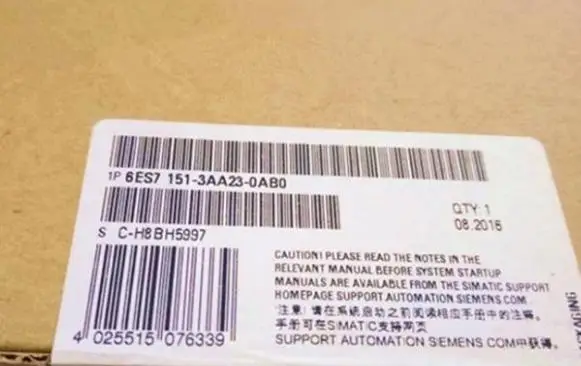 1P 6ES7 151-3AA23-0AB0
QTY: 1
08.2016
S C-H8BH5997
CAUTION! PLEASE READ THE NOTES IN THE
RELEVANT MANUAL BEFORE SYSTEM STARTUP
MANUALS ARE AVAILABLE FROM THE SIMATIC SUPPORT
HOMEPAGE SUPPORT.AUTOMATION.SIEMENS.COM
注意! 请在系统启动之前阅读相应手册中的注释。
手册可在SIMATIC支持网页
SUPPORT AUTOMATION SIEMENS COM中获得。
4 025515 076339